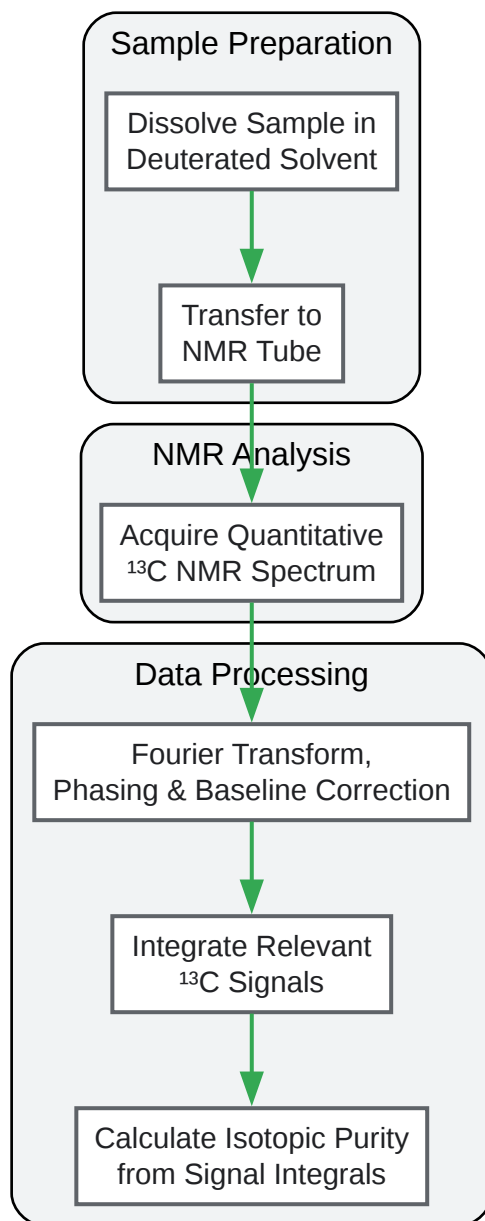 Sample Preparation
Dissolve Sample in
Deuterated Solvent
Transfer to
NMR Tube
NMR Analysis
Acquire Quantitative
¹³C NMR Spectrum
Data Processing
Fourier Transform,
Phasing & Baseline Correction
Integrate Relevant
¹³C Signals
Calculate Isotopic Purity
from Signal Integrals